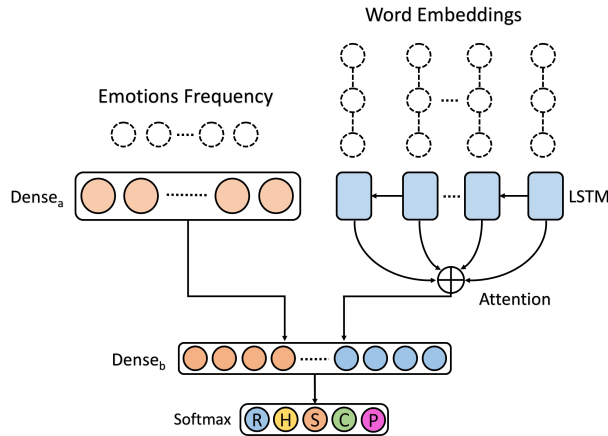 Word Embeddings
Emotions Frequency
Dense_a
LSTM
Attention
Dense_b
Softmax R H S C P